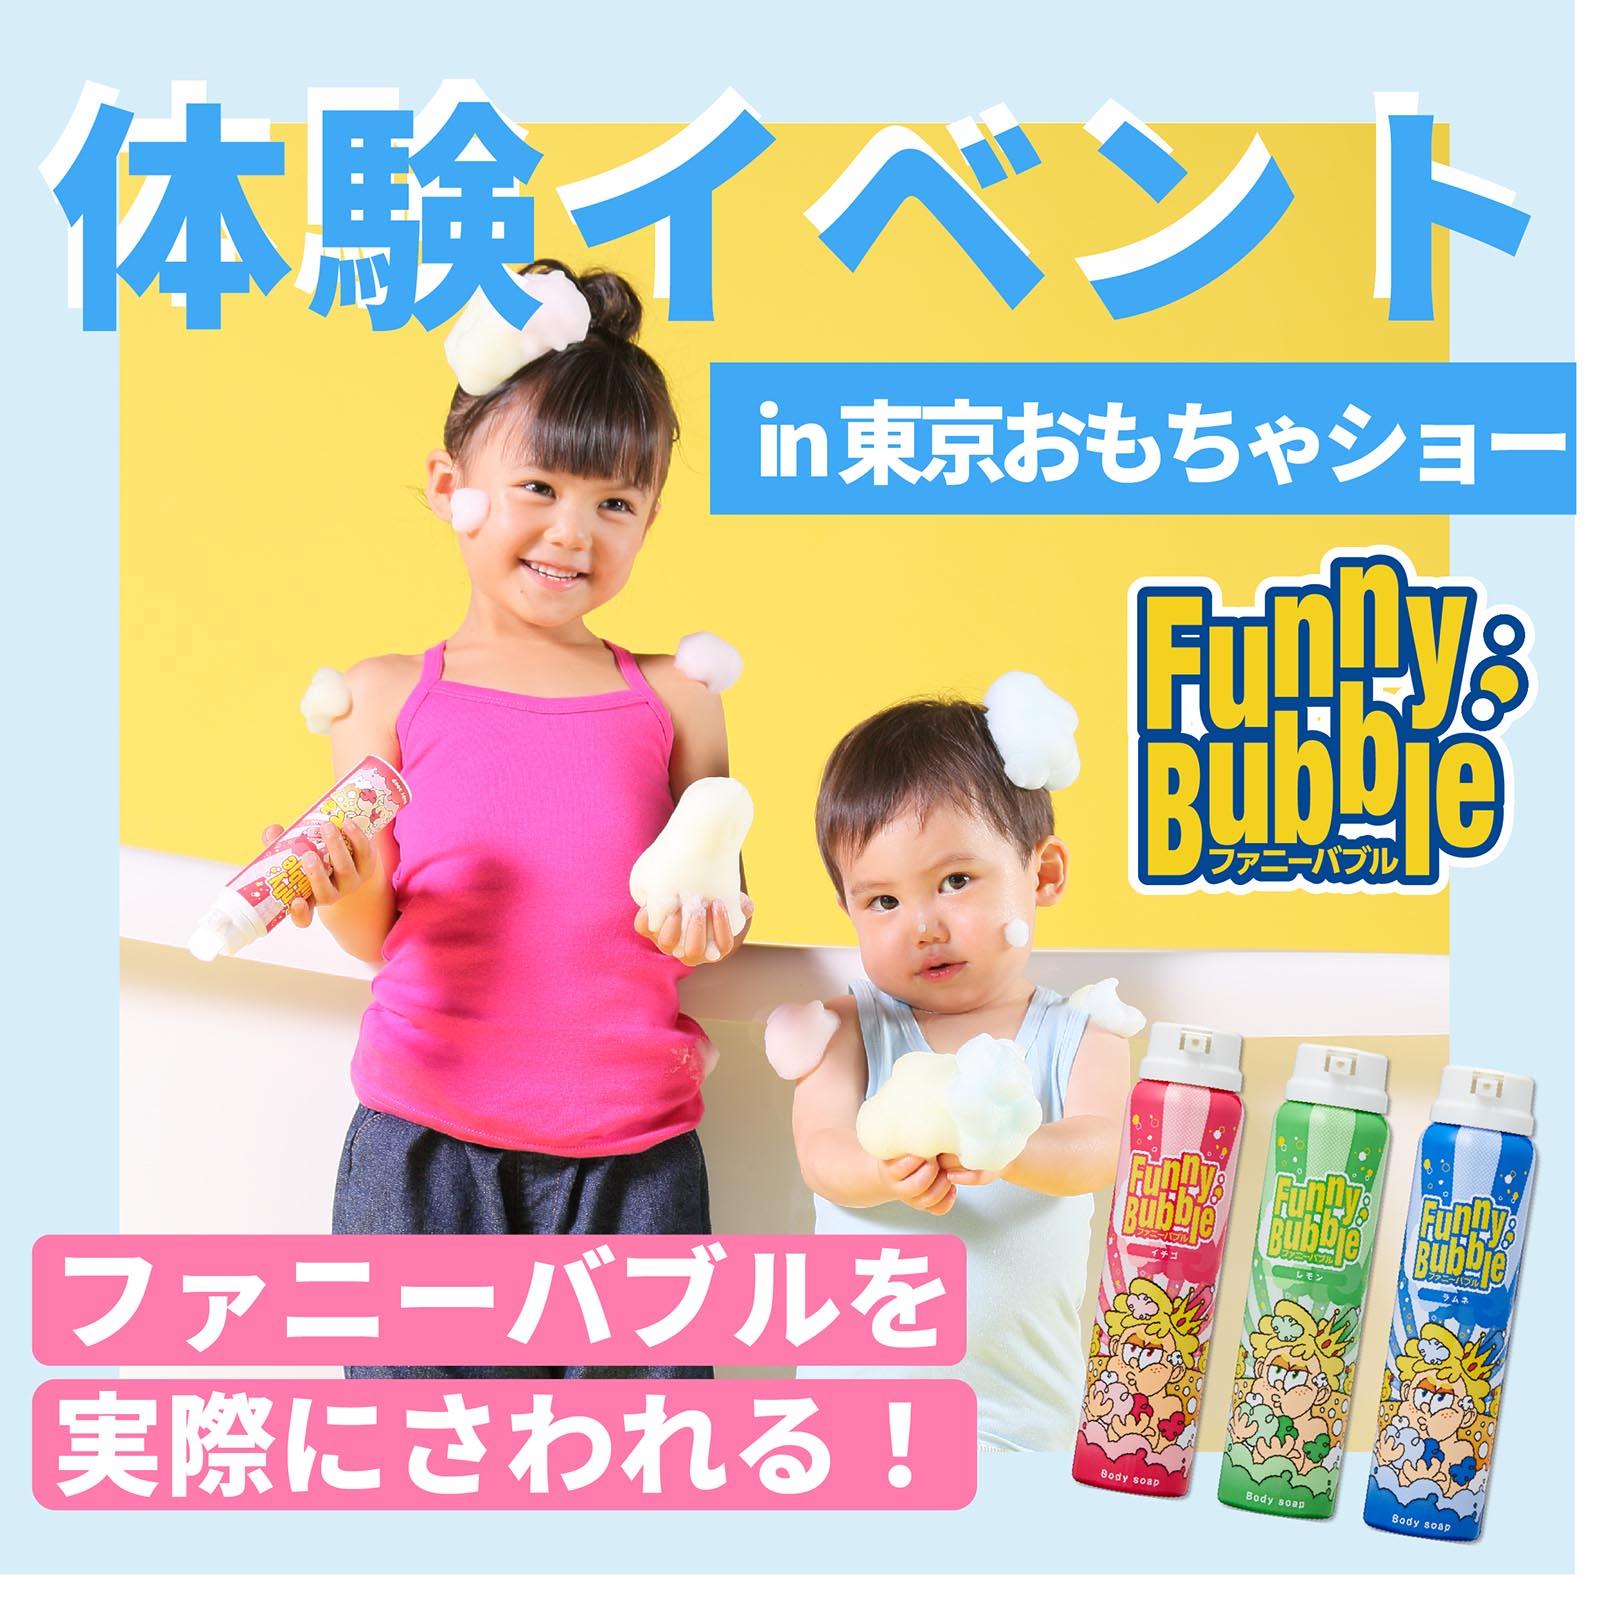 体験イベント
in 東京おもちゃショー
Funny
Bubble
ファニーバブル
Funny
Bubble
ファニーバブル
イチゴ
Body soap
Funny
Bubble
ファニーバブル
レモン
Body soap
Funny
Bubble
ファニーバブル
ラムネ
Body soap
ファニーバブルを
実際にさわれる！